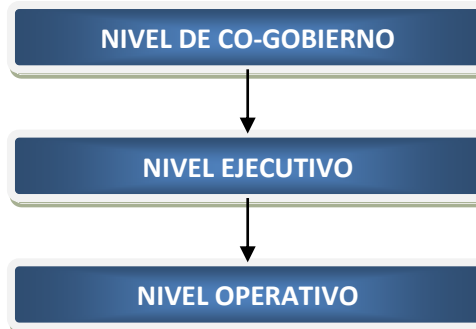 NIVEL DE CO-GOBIERNO
NIVEL EJECUTIVO
NIVEL OPERATIVO